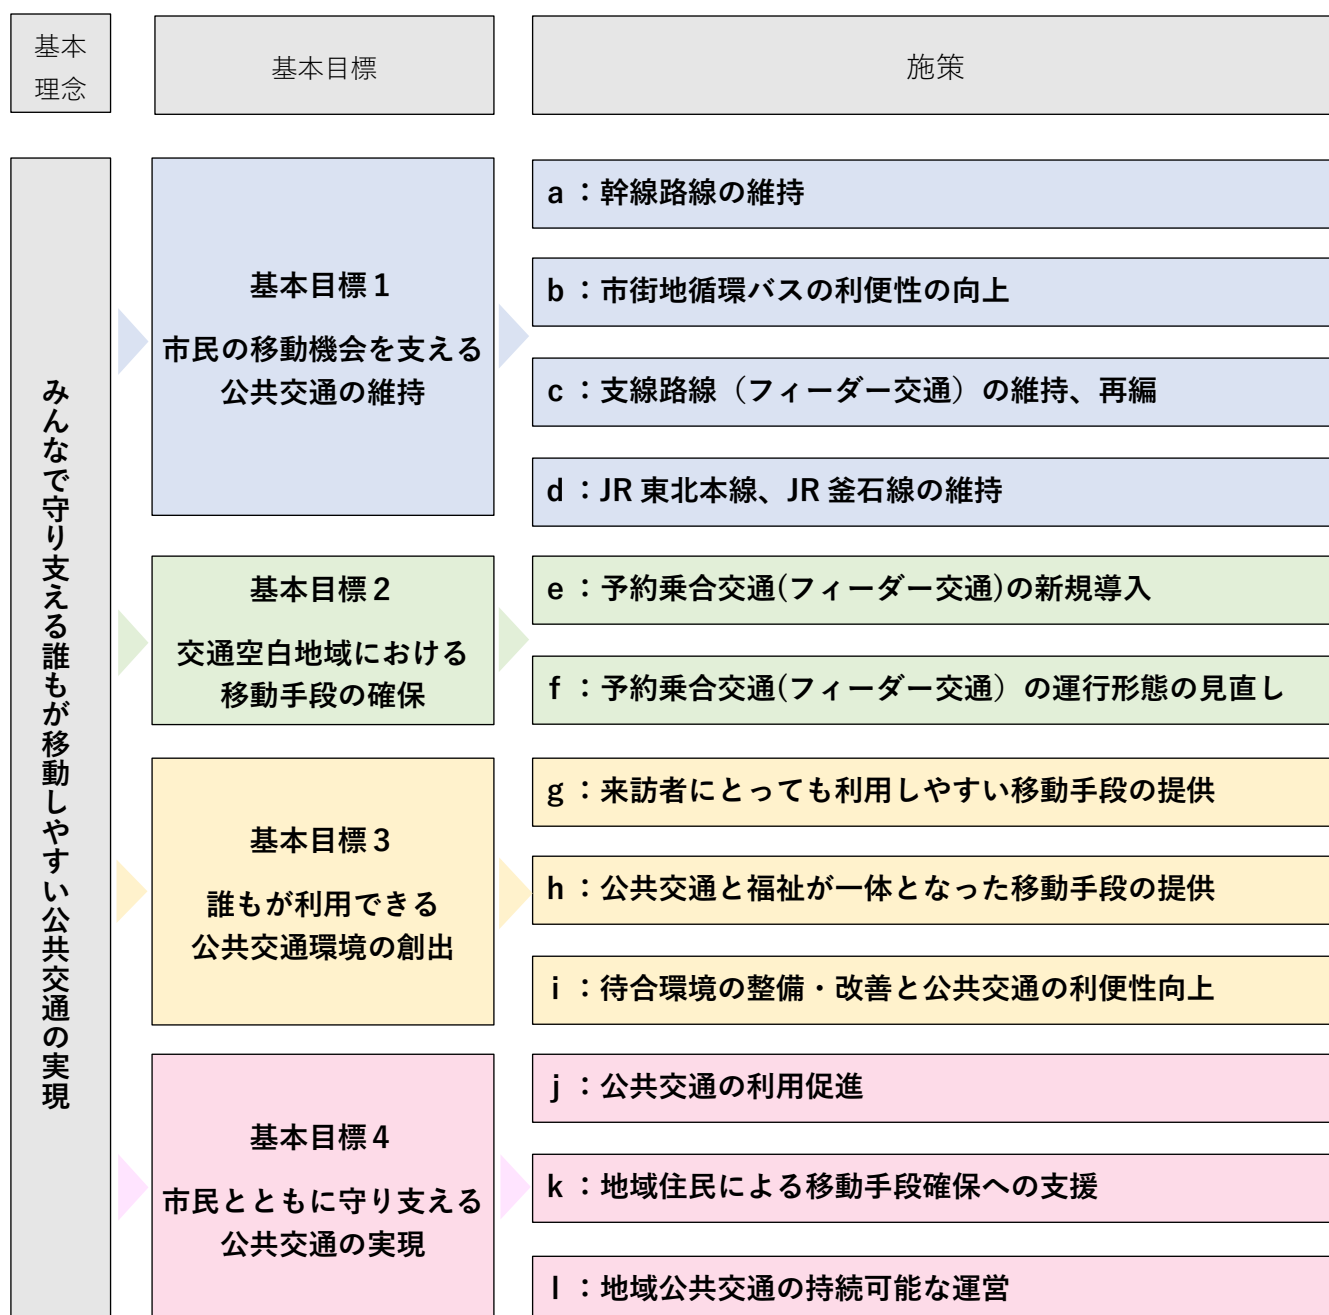 基本
理念
基本目標
施策
みんなで守り支える誰もが移動しやすい公共交通の実現
基本目標1
市民の移動機会を支える
公共交通の維持
a：幹線路線の維持
b：市街地循環バスの利便性の向上
c：支線路線（フィーダー交通）の維持、再編
d：JR東北本線、JR釜石線の維持
基本目標2
交通空白地域における
移動手段の確保
e：予約乗合交通(フィーダー交通)の新規導入
f：予約乗合交通(フィーダー交通）の運行形態の見直し
基本目標3
誰もが利用できる
公共交通環境の創出
g：来訪者にとっても利用しやすい移動手段の提供
h：公共交通と福祉が一体となった移動手段の提供
i：待合環境の整備・改善と公共交通の利便性向上
基本目標4
市民とともに守り支える
公共交通の実現
j：公共交通の利用促進
k：地域住民による移動手段確保への支援
l：地域公共交通の持続可能な運営